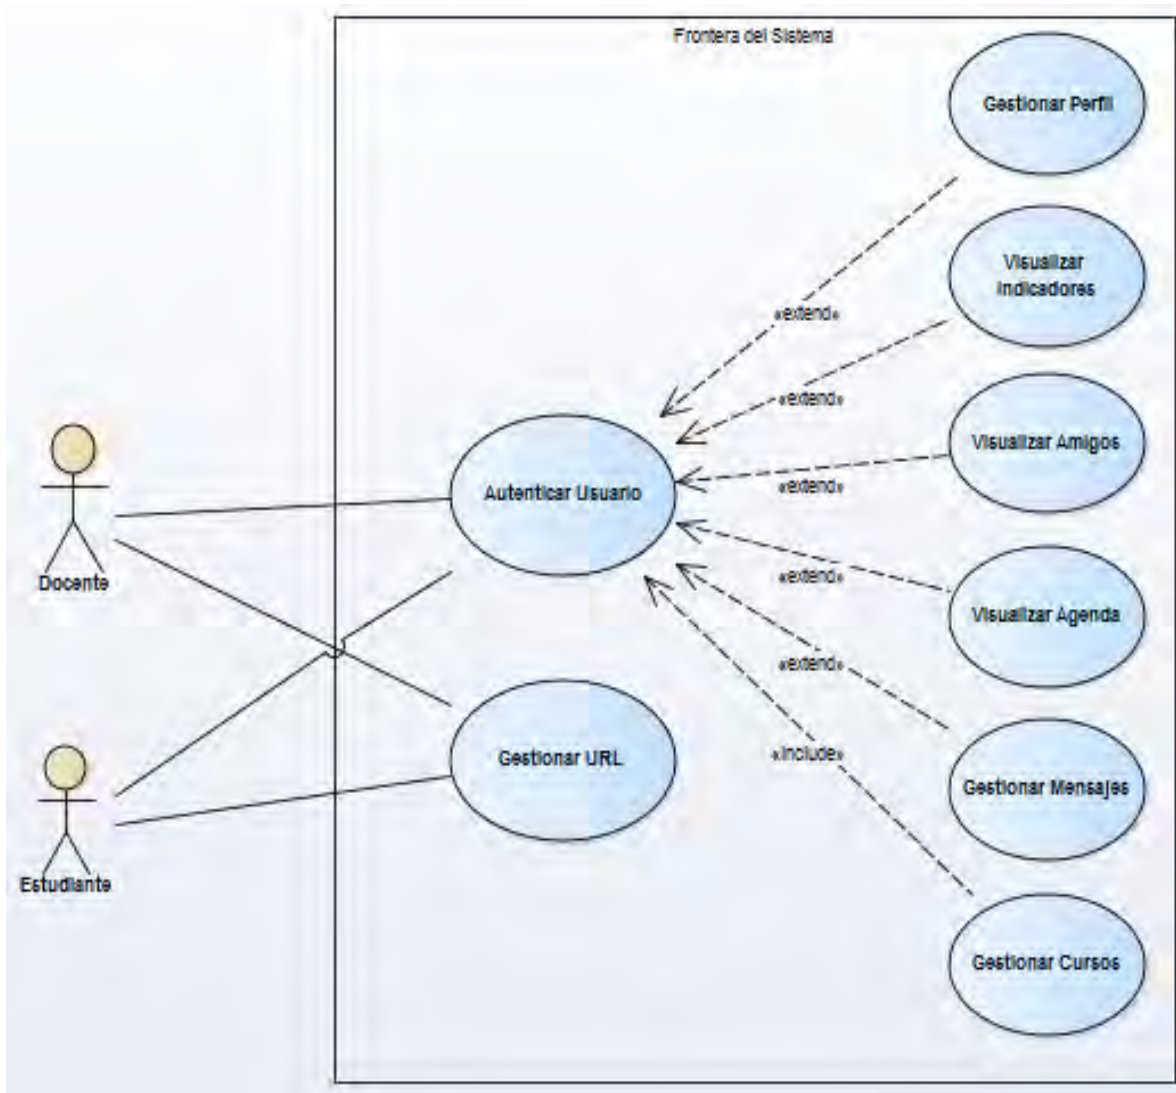 Frontera del Sistema
Gestionar Perfil
Visualizar
Indicadores
«extend»
«extend»
Visualizar Amigos
«extend»
Autenticar Usuario
Docente
«extend»
Visualizar Agenda
«extend»
Gestionar URL
«include»
Gestionar Mensajes
Estudiante
Gestionar Cursos